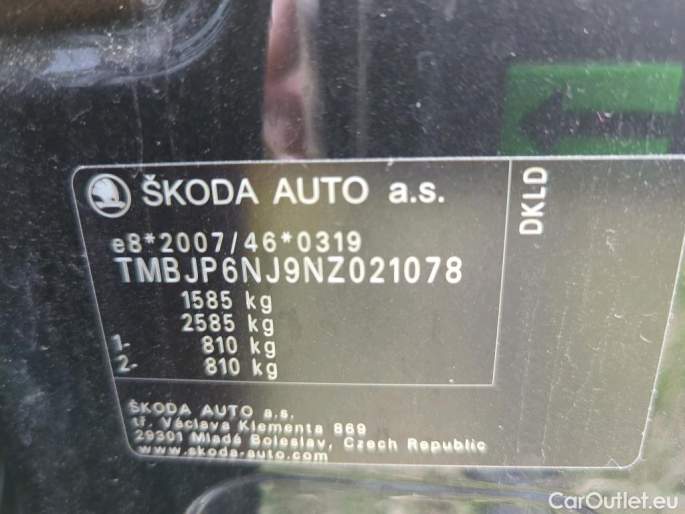 ŠKODA AUTO a.s.
e8*2007/46*0319
TMBJP6NJ9NZ021078
1585 kg
2585 kg
1- 810 kg
2- 810 kg
DKLD
ŠKODA AUTO a.s.
tř. Václava Klementa 869
29301 Mladá Boleslav, Czech Republic
www.skoda-auto.com
CarOutlet.eu